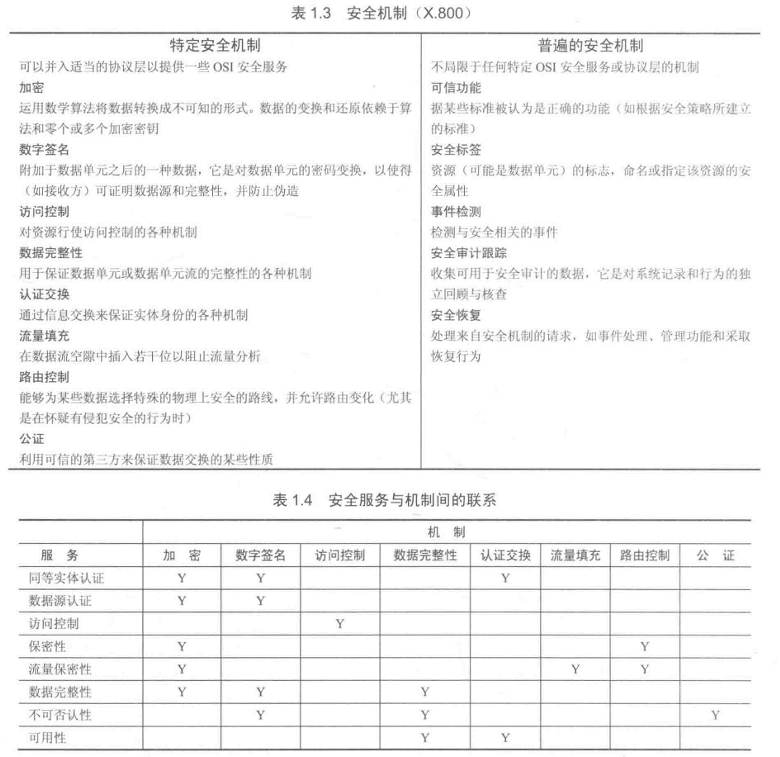 表 1.3 安全机制（X.800）
特定安全机制
可以并入适当的协议层以提供一些 OSI 安全服务
加密
运用数学算法将数据转换成不可知的形式。数据的变换和还原依赖于算
法和零个或多个加密密钥
数字签名
附加于数据单元之后的一种数据，它是对数据单元的密码变换，以使得
（如接收方）可证明数据源和完整性，并防止伪造
访问控制
对资源行使访问控制的各种机制
数据完整性
用于保证数据单元或数据单元流的完整性的各种机制
认证交换
通过信息交换来保证实体身份的各种机制
流量填充
在数据流空隙中插入若干位以阻止流量分析
路由控制
能够为某些数据选择特殊的物理上安全的路线，并允许路由变化（尤其
是在怀疑有侵犯安全的行为时）
公证
利用可信的第三方来保证数据交换的某些性质
普遍的安全机制
不局限于任何特定 OSI 安全服务或协议层的机制
可信功能
据某些标准被认为是正确的功能（如根据安全策略所建立
的标准）
安全标签
资源（可能是数据单元）的标志，命名或指定该资源的安
全属性
事件检测
检测与安全相关的事件
安全审计跟踪
收集可用于安全审计的数据，它是对系统记录和行为的独
立回顾与核查
安全恢复
处理来自安全机制的请求，如事件处理、管理功能和采取
恢复行为
表 1.4 安全服务与机制间的联系
机 制
服 务 加 密 数字签名 访问控制 数据完整性 认证交换 流量填充 路由控制 公 证
同等实体认证 Y Y Y
数据源认证 Y Y
访问控制 Y
保密性 Y Y
流量保密性 Y Y Y
数据完整性 Y Y Y
不可否认性 Y Y Y
可用性 Y Y